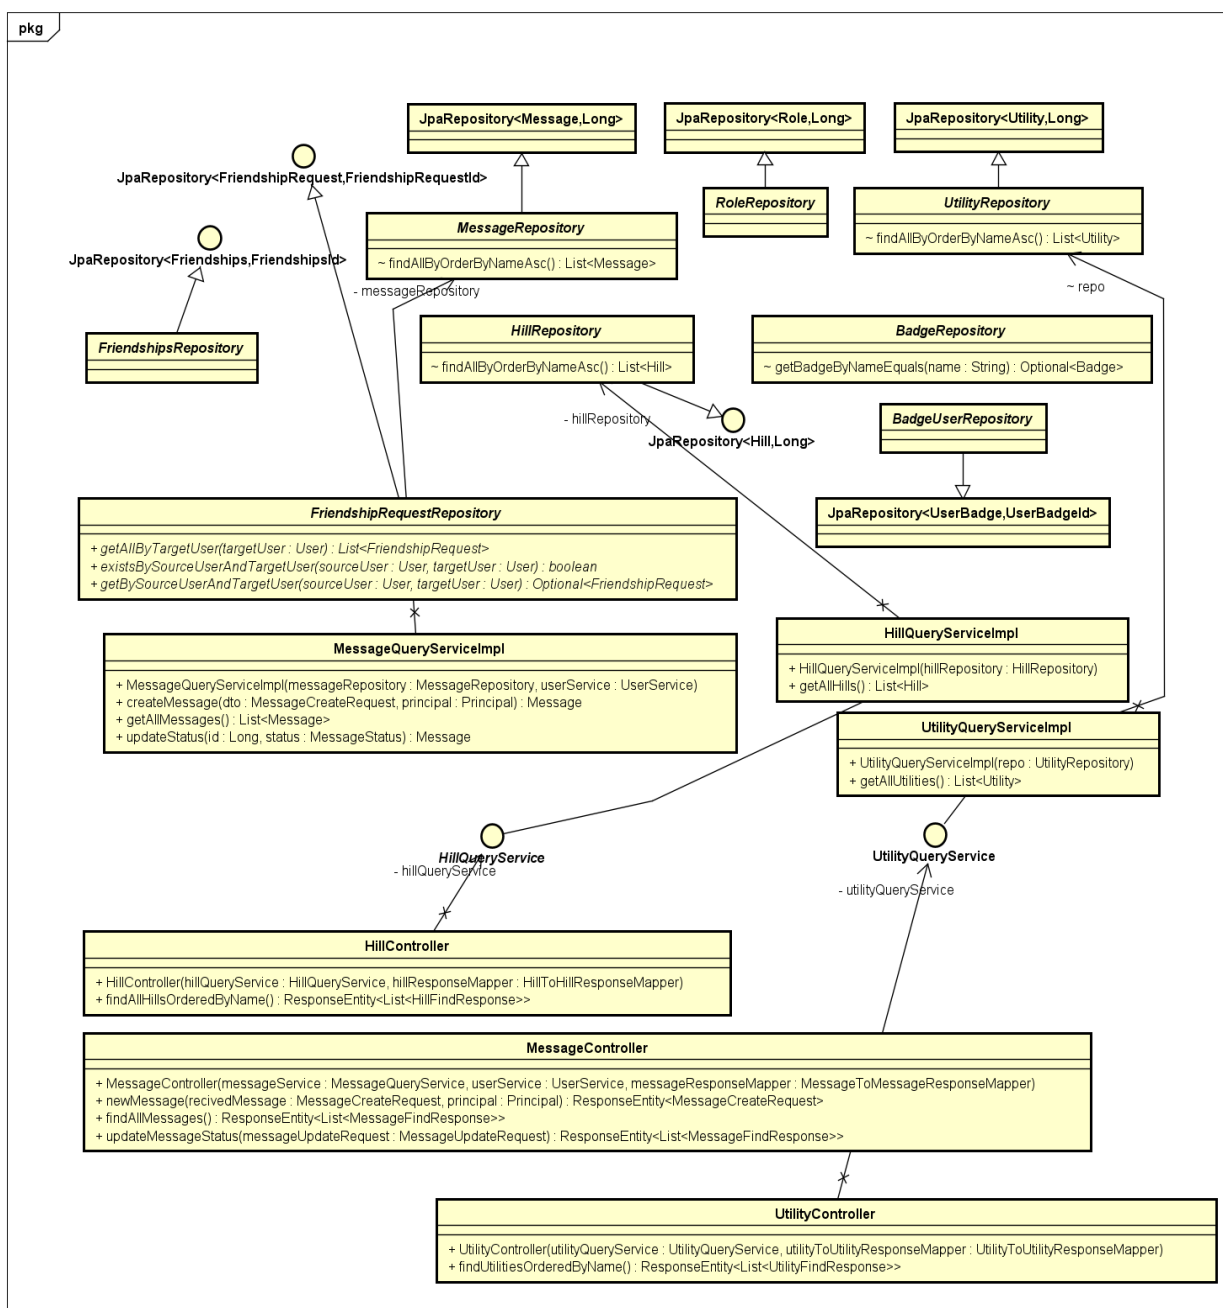 pkg
JpaRepository<Message,Long>
JpaRepository<Role,Long>
JpaRepository<Utility,Long>
JpaRepository<FriendshipRequest,FriendshipRequestId>
RoleRepository
UtilityRepository
~ findAllByOrderByNameAsc() : List<Utility>
MessageRepository
~ findAllByOrderByNameAsc() : List<Message>
JpaRepository<Friendships,FriendshipsId>
- messageRepository
~ repo
FriendshipsRepository
HillRepository
~ findAllByOrderByNameAsc() : List<Hill>
BadgeRepository
~ getBadgeByNameEquals(name : String) : Optional<Badge>
- hillRepository
JpaRepository<Hill,Long>
BadgeUserRepository
JpaRepository<UserBadge,UserBadgeId>
FriendshipRequestRepository
+ getAllByTargetUser(targetUser : User) : List<FriendshipRequest>
+ existsBySourceUserAndTargetUser(sourceUser : User, targetUser : User) : boolean
+ getBySourceUserAndTargetUser(sourceUser : User, targetUser : User) : Optional<FriendshipRequest>
MessageQueryServiceImpl
+ MessageQueryServiceImpl(messageRepository : MessageRepository, userService : UserService)
+ createMessage(dto : MessageCreateRequest, principal : Principal) : Message
+ getAllMessages() : List<Message>
+ updateStatus(id : Long, status : MessageStatus) : Message
HillQueryServiceImpl
+ HillQueryServiceImpl(hillRepository : HillRepository)
+ getAllHills() : List<Hill>
UtilityQueryServiceImpl
+ UtilityQueryServiceImpl(repo : UtilityRepository)
+ getAllUtilities() : List<Utility>
HillQueryService
- hillQueryService
UtilityQueryService
- utilityQueryService
HillController
+ HillController(hillQueryService : HillQueryService, hillResponseMapper : HillToHillResponseMapper)
+ findAllHillsOrderedByName() : ResponseEntity<List<HillFindResponse>>
MessageController
+ MessageController(messageService : MessageQueryService, userService : UserService, messageResponseMapper : MessageToMessageResponseMapper)
+ newMessage(recivedMessage : MessageCreateRequest, principal : Principal) : ResponseEntity<MessageCreateRequest>
+ findAllMessages() : ResponseEntity<List<MessageFindResponse>>
+ updateMessageStatus(messageUpdateRequest : MessageUpdateRequest) : ResponseEntity<List<MessageFindResponse>>
UtilityController
+ UtilityController(utilityQueryService : UtilityQueryService, utilityToUtilityResponseMapper : UtilityToUtilityResponseMapper)
+ findUtilitiesOrderedByName() : ResponseEntity<List<UtilityFindResponse>>